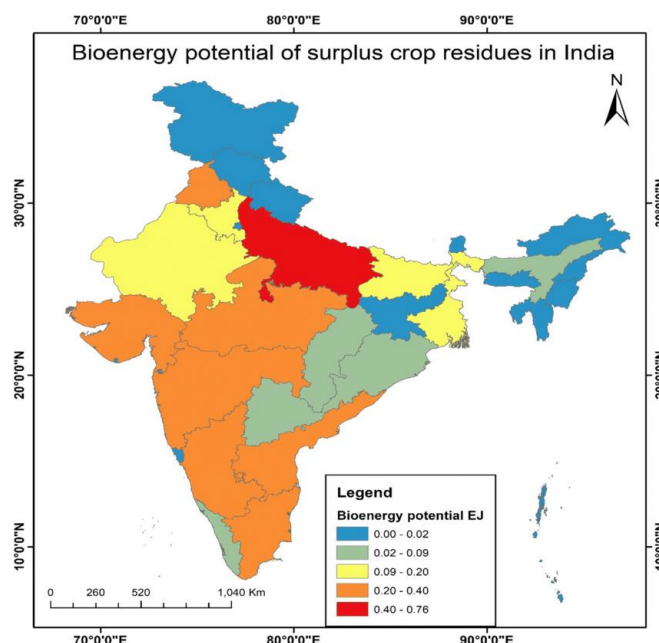 70°0'0"E 80°0'0"E 90°0'0"E
Bioenergy potential of surplus crop residues in India
N
30°0'0"N
20°0'0"N
10°0'0"N
Legend
Bioenergy potential EJ
0.00 - 0.02
0.02 - 0.09
0.09 - 0.20
0.20 - 0.40
0.40 - 0.76
0 260 520 1,040 Km
70°0'0"E 80°0'0"E 90°0'0"E